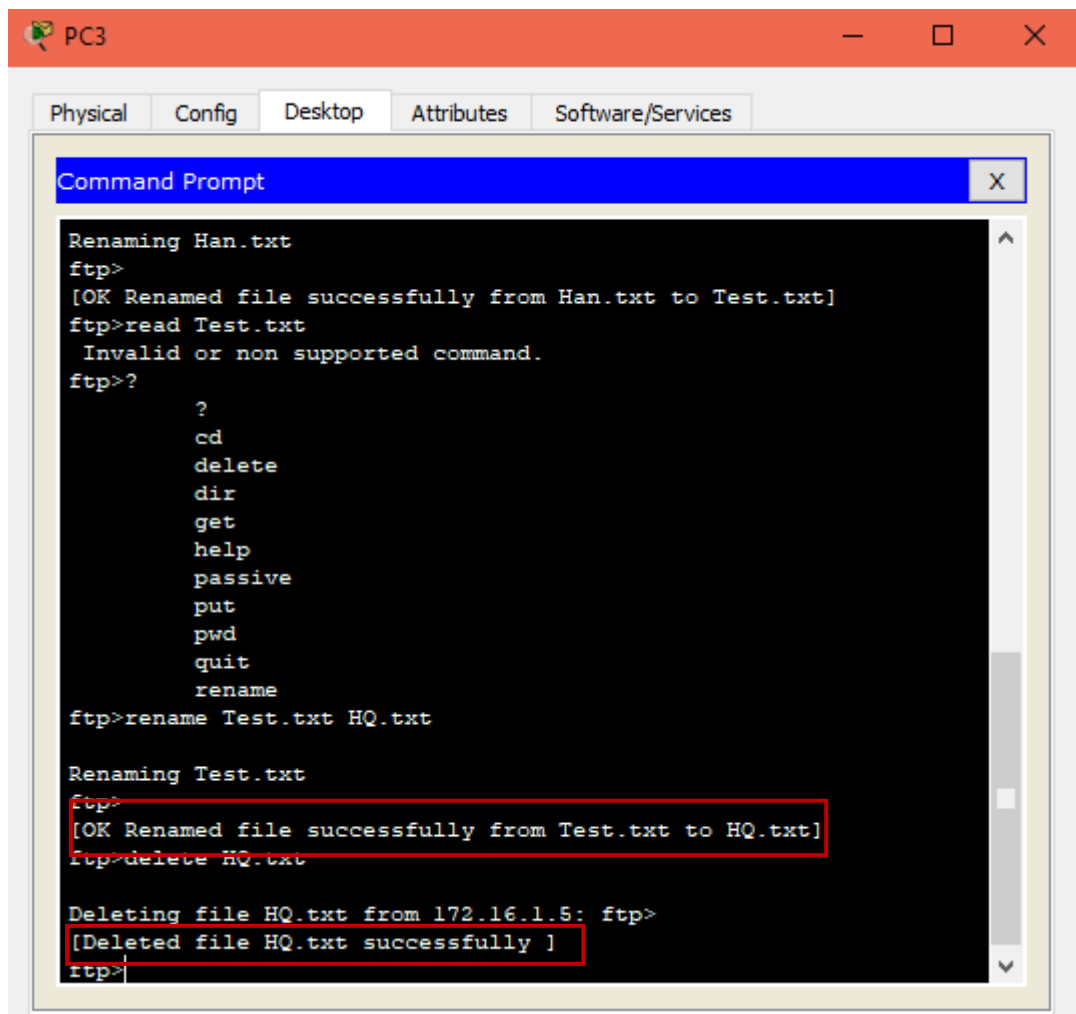 PC3
Physical Config Desktop Attributes Software/Services
Command Prompt X
Renaming Han.txt
ftp>
[OK Renamed file successfully from Han.txt to Test.txt]
ftp>read Test.txt
Invalid or non supported command.
ftp>?
?
cd
delete
dir
get
help
passive
put
pwd
quit
rename
ftp>rename Test.txt HQ.txt
Renaming Test.txt
ftp>
[OK Renamed file successfully from Test.txt to HQ.txt]
ftp>delete HQ.txt
Deleting file HQ.txt from 172.16.1.5: ftp>
[Deleted file HQ.txt successfully ]
ftp>